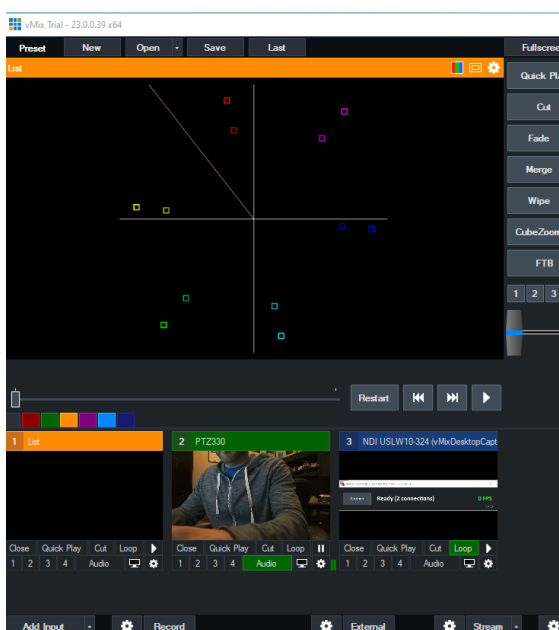 vMix Trial - 23.0.0.39 x64
Preset New Open Save Last Fullscree
List
Quick Pla
Cut
Fade
Merge
Wipe
CubeZoom
FTB
1 2 3
Restart
1 List
2 PTZ330
3 NDI USLW10-324 (vMixDesktopCapt
Ready (2 connections)
Close Quick Play Cut Loop
Close Quick Play Cut Loop
Close Quick Play Cut Loop
1 2 3 4 Audio
1 2 3 4 Audio
1 2 3 4 Audio
Add Input Record External Stream